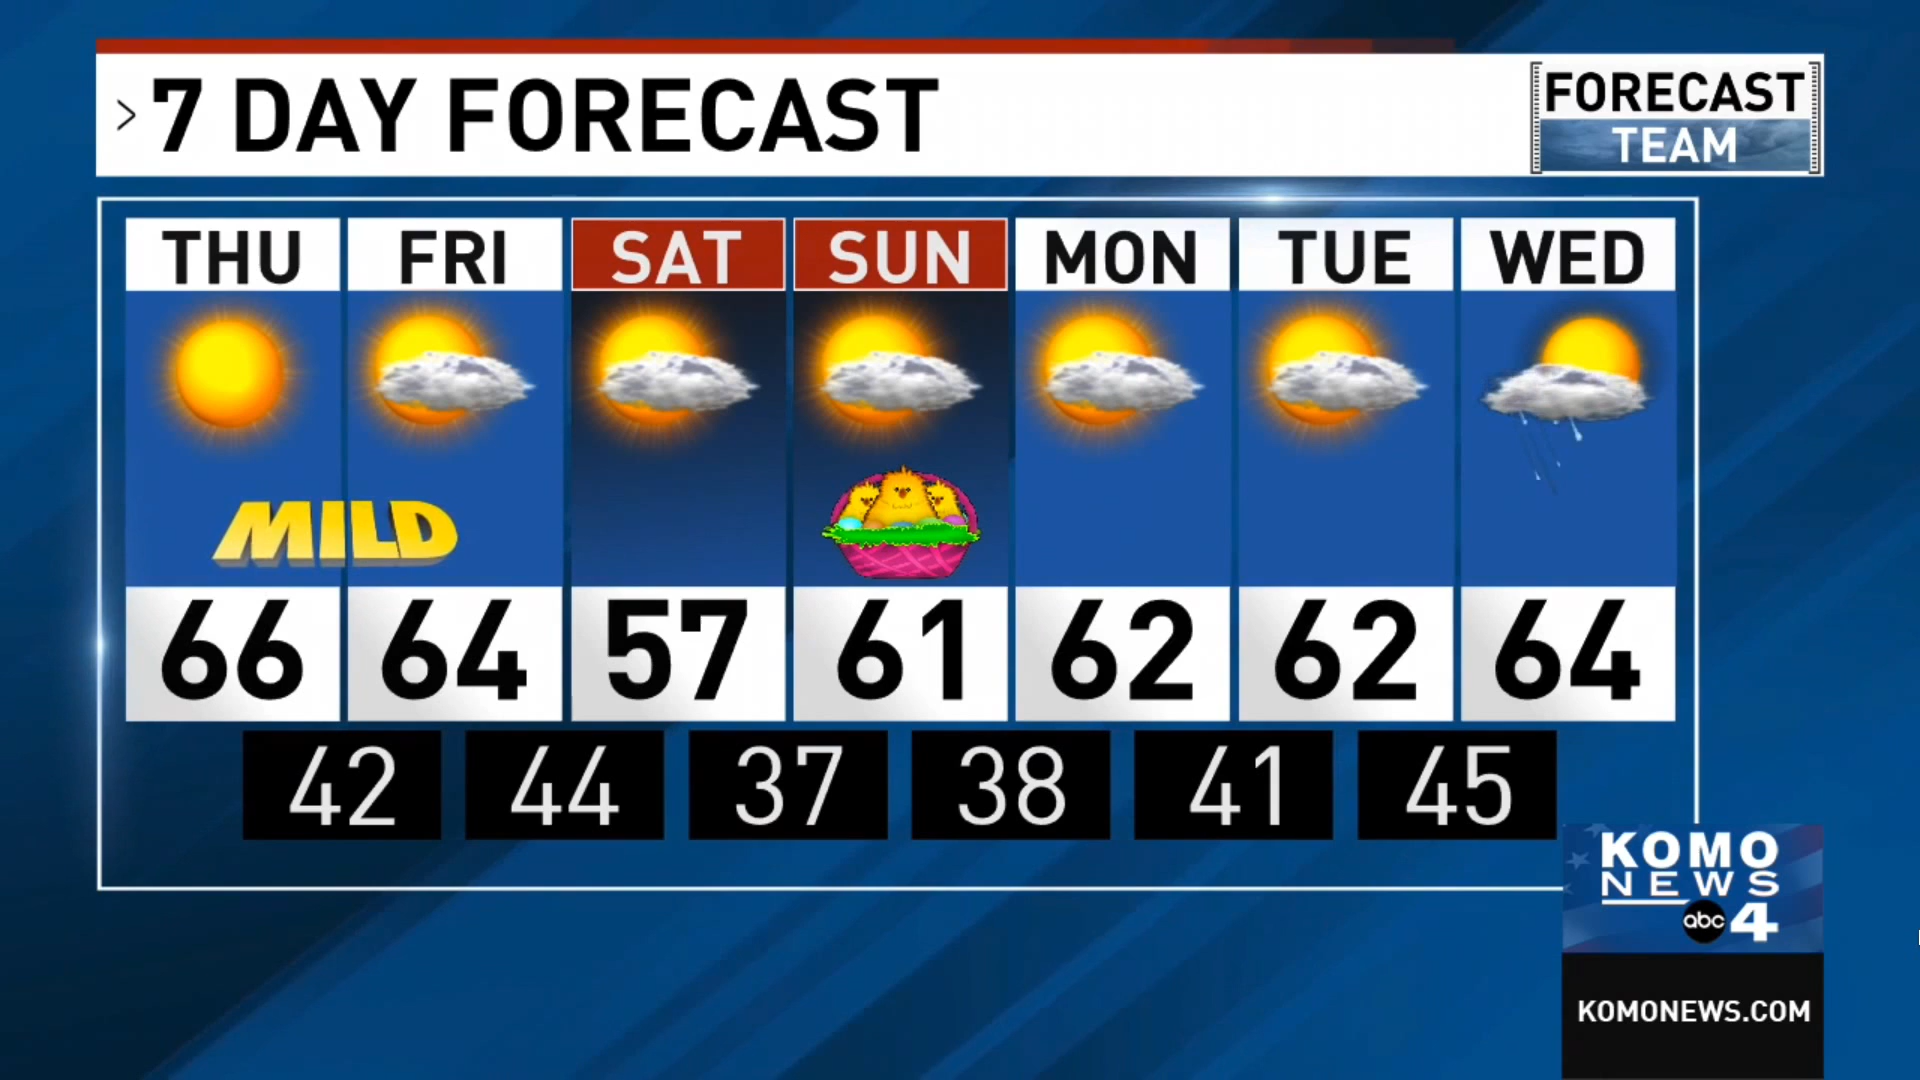 > 7 DAY FORECAST
FORECAST
TEAM
THU FRI SAT SUN MON TUE WED
MILD
66 64 57 61 62 62 64
42 44 37 38 41 45
KOMO
NEWS
abc 4
KOMONEWS.COM